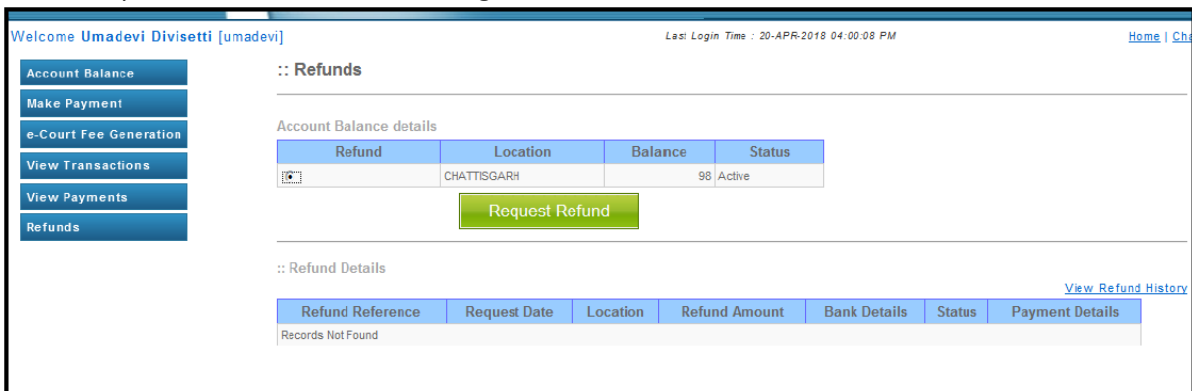 Welcome Umadevi Divisetti [umadevi] Last Login Time : 20-APR-2018 04:00:08 PM Home | Cha
Account Balance
Make Payment
e-Court Fee Generation
View Transactions
View Payments
Refunds
:: Refunds
Account Balance details
Refund Location Balance Status
CHATTISGARH 98 Active
Request Refund
:: Refund Details
View Refund History
Refund Reference Request Date Location Refund Amount Bank Details Status Payment Details
Records Not Found